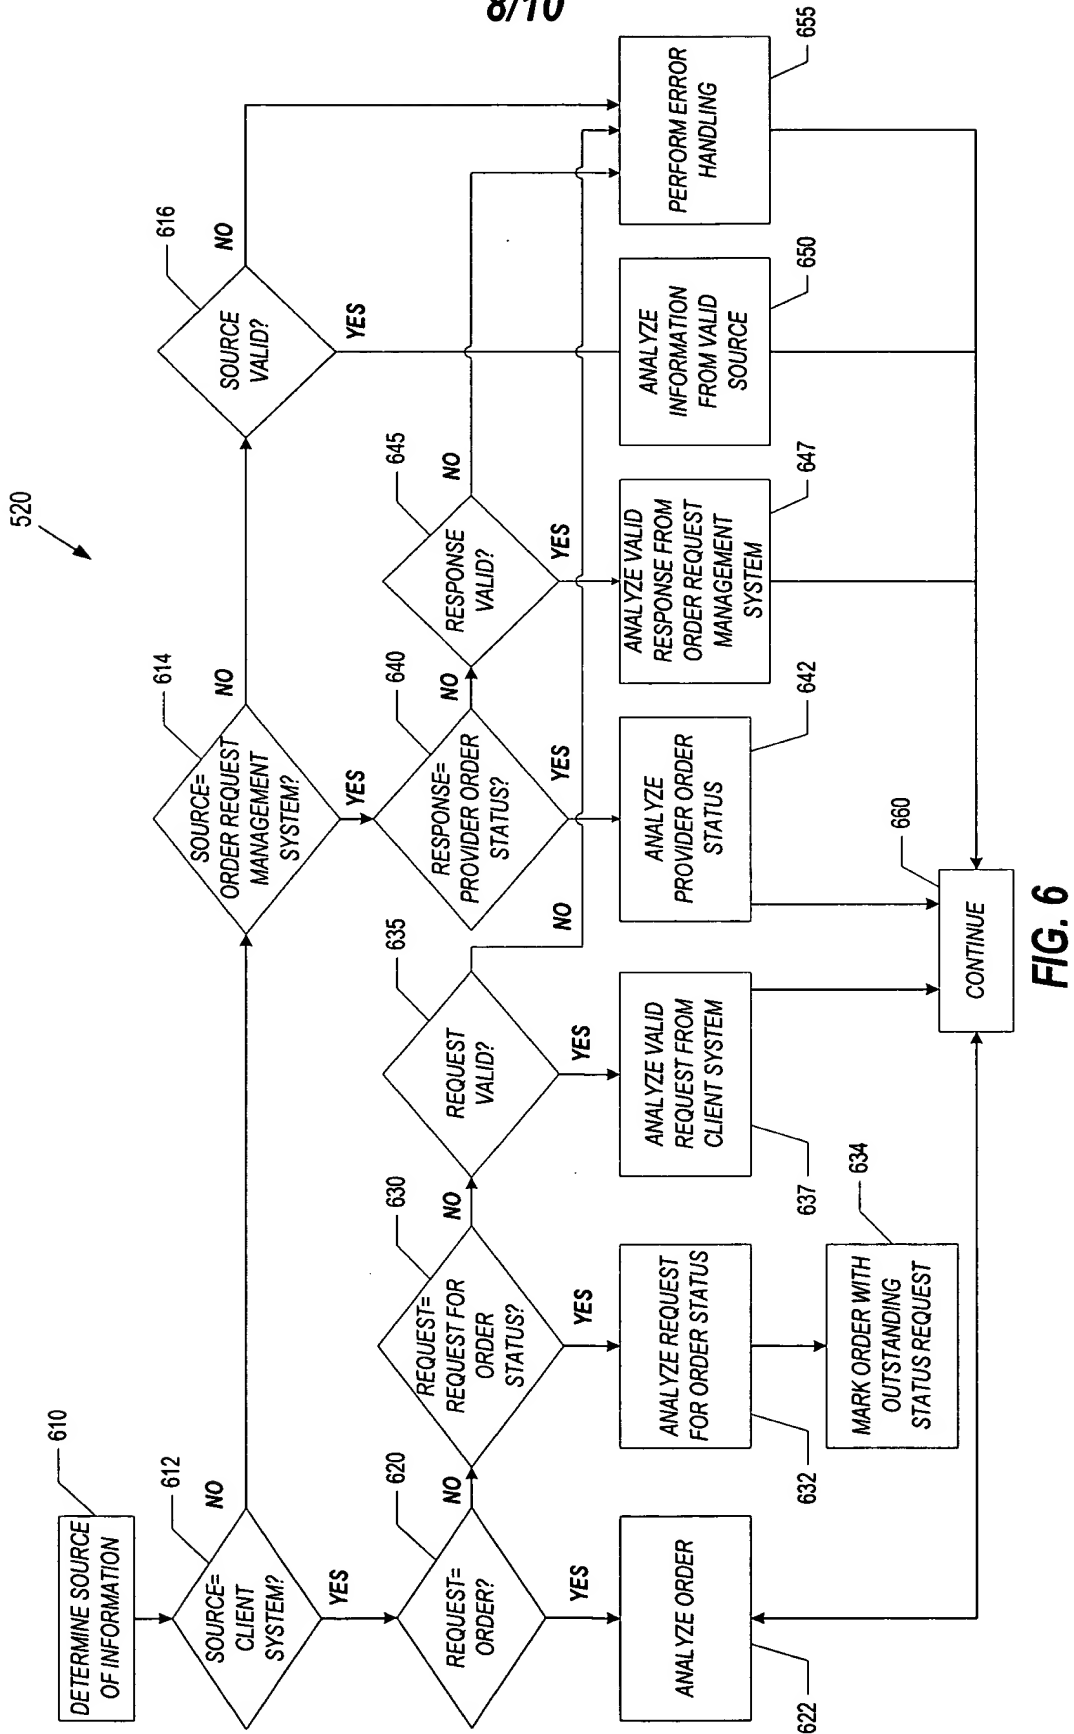 8/10
520
610
DETERMINE SOURCE
OF INFORMATION
612
SOURCE=
CLIENT
SYSTEM?
NO
YES
614
SOURCE=
ORDER REQUEST
MANAGEMENT
SYSTEM?
NO
YES
616
SOURCE
VALID?
NO
YES
620
REQUEST=
ORDER?
NO
YES
630
REQUEST=
REQUEST FOR
ORDER
STATUS?
NO
YES
635
REQUEST
VALID?
NO
YES
640
RESPONSE=
PROVIDER ORDER
STATUS?
NO
YES
645
RESPONSE
VALID?
NO
YES
ANALYZE ORDER
622
ANALYZE REQUEST
FOR ORDER STATUS
632
MARK ORDER WITH
OUTSTANDING
STATUS REQUEST
634
ANALYZE VALID
REQUEST FROM
CLIENT SYSTEM
637
ANALYZE
PROVIDER ORDER
STATUS
642
ANALYZE VALID
RESPONSE FROM
ORDER REQUEST
MANAGEMENT
SYSTEM
647
ANALYZE
INFORMATION
FROM VALID
SOURCE
650
PERFORM ERROR
HANDLING
655
CONTINUE
660
FIG. 6